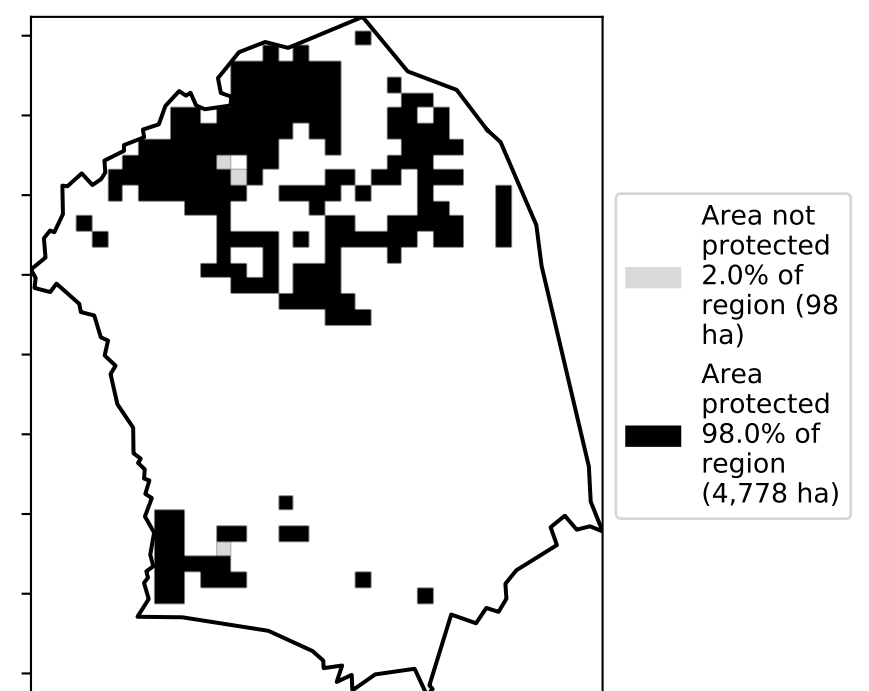 Area not
protected
2.0% of
region (98
ha)
Area
protected
98.0% of
region
(4,778 ha)